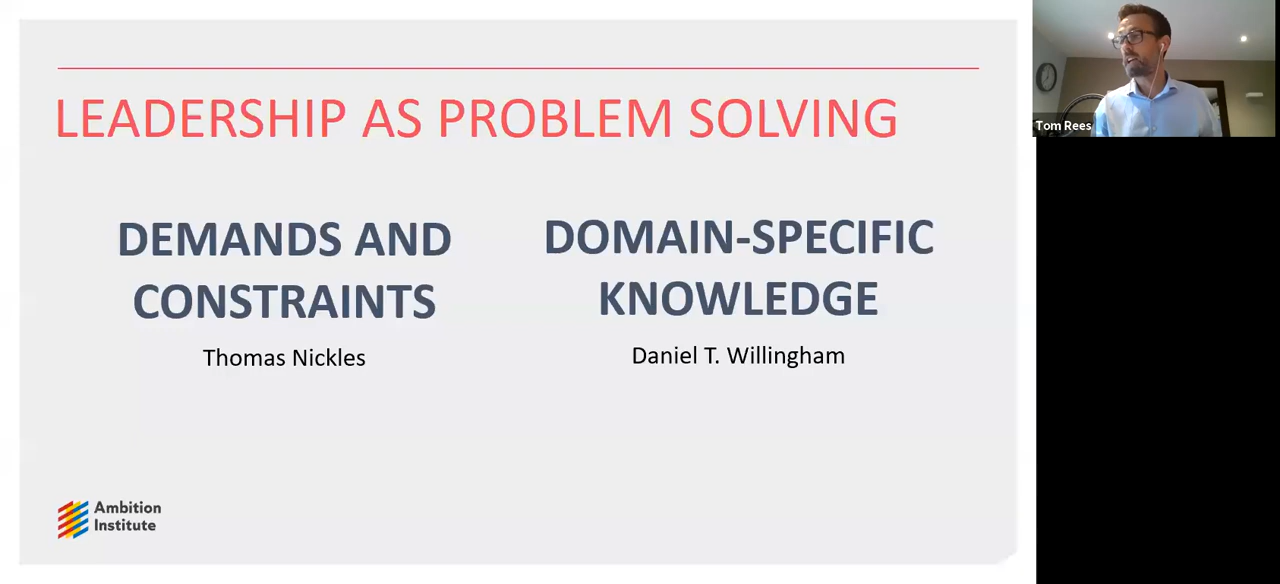 LEADERSHIP AS PROBLEM SOLVING
DEMANDS AND
CONSTRAINTS
Thomas Nickles
DOMAIN-SPECIFIC
KNOWLEDGE
Daniel T. Willingham
Ambition
Institute
Tom Rees